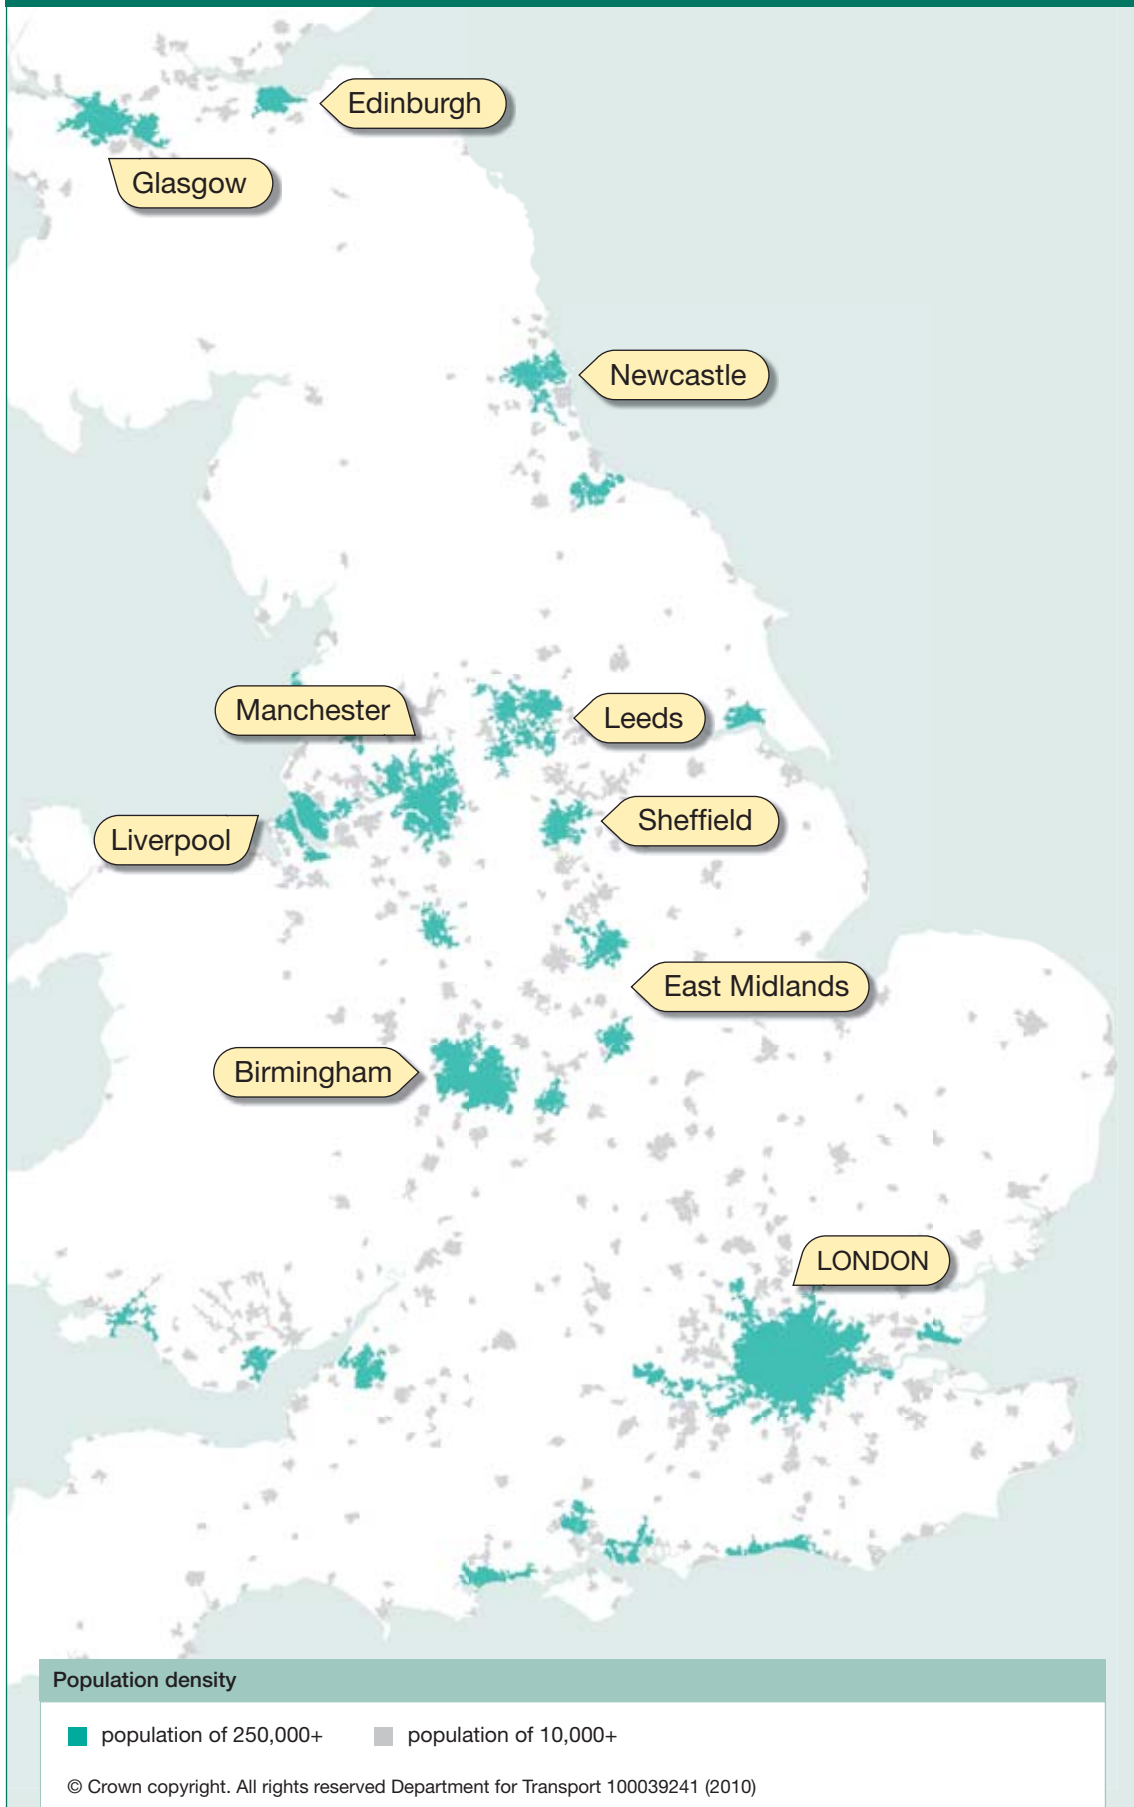 Edinburgh
Glasgow
Newcastle
Manchester
Leeds
Liverpool
Sheffield
East Midlands
Birmingham
LONDON
Population density
population of 250,000+
population of 10,000+
© Crown copyright. All rights reserved Department for Transport 100039241 (2010)